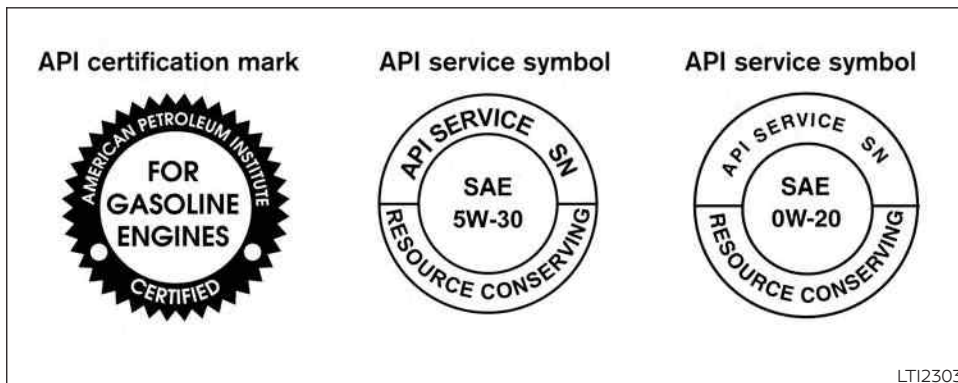 API certification mark
AMERICAN PETROLEUM INSTITUTE
FOR
GASOLINE
ENGINES
CERTIFIED
API service symbol
API SERVICE SN
SAE
5W-30
RESOURCE CONSERVING
API service symbol
API SERVICE SN
SAE
0W-20
RESOURCE CONSERVING
LTI2303